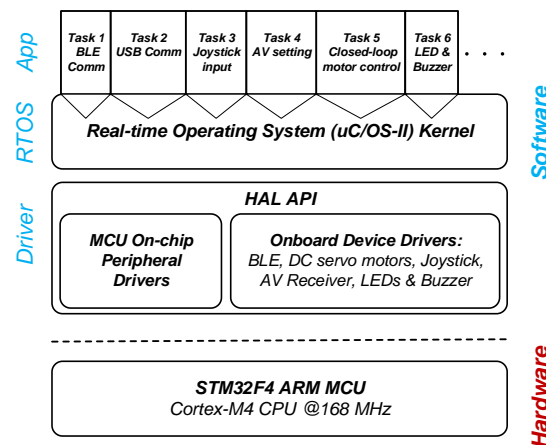 App
Task 1
BLE
Comm
Task 2
USB Comm
Task 3
Joystick
input
Task 4
AV setting
Task 5
Closed-loop
motor control
Task 6
LED &
Buzzer
. . .
RTOS
Real-time Operating System (uC/OS-II) Kernel
Software
Driver
HAL API
MCU On-chip
Peripheral
Drivers
Onboard Device Drivers:
BLE, DC servo motors, Joystick,
AV Receiver, LEDs & Buzzer
Hardware
STM32F4 ARM MCU
Cortex-M4 CPU @168 MHz